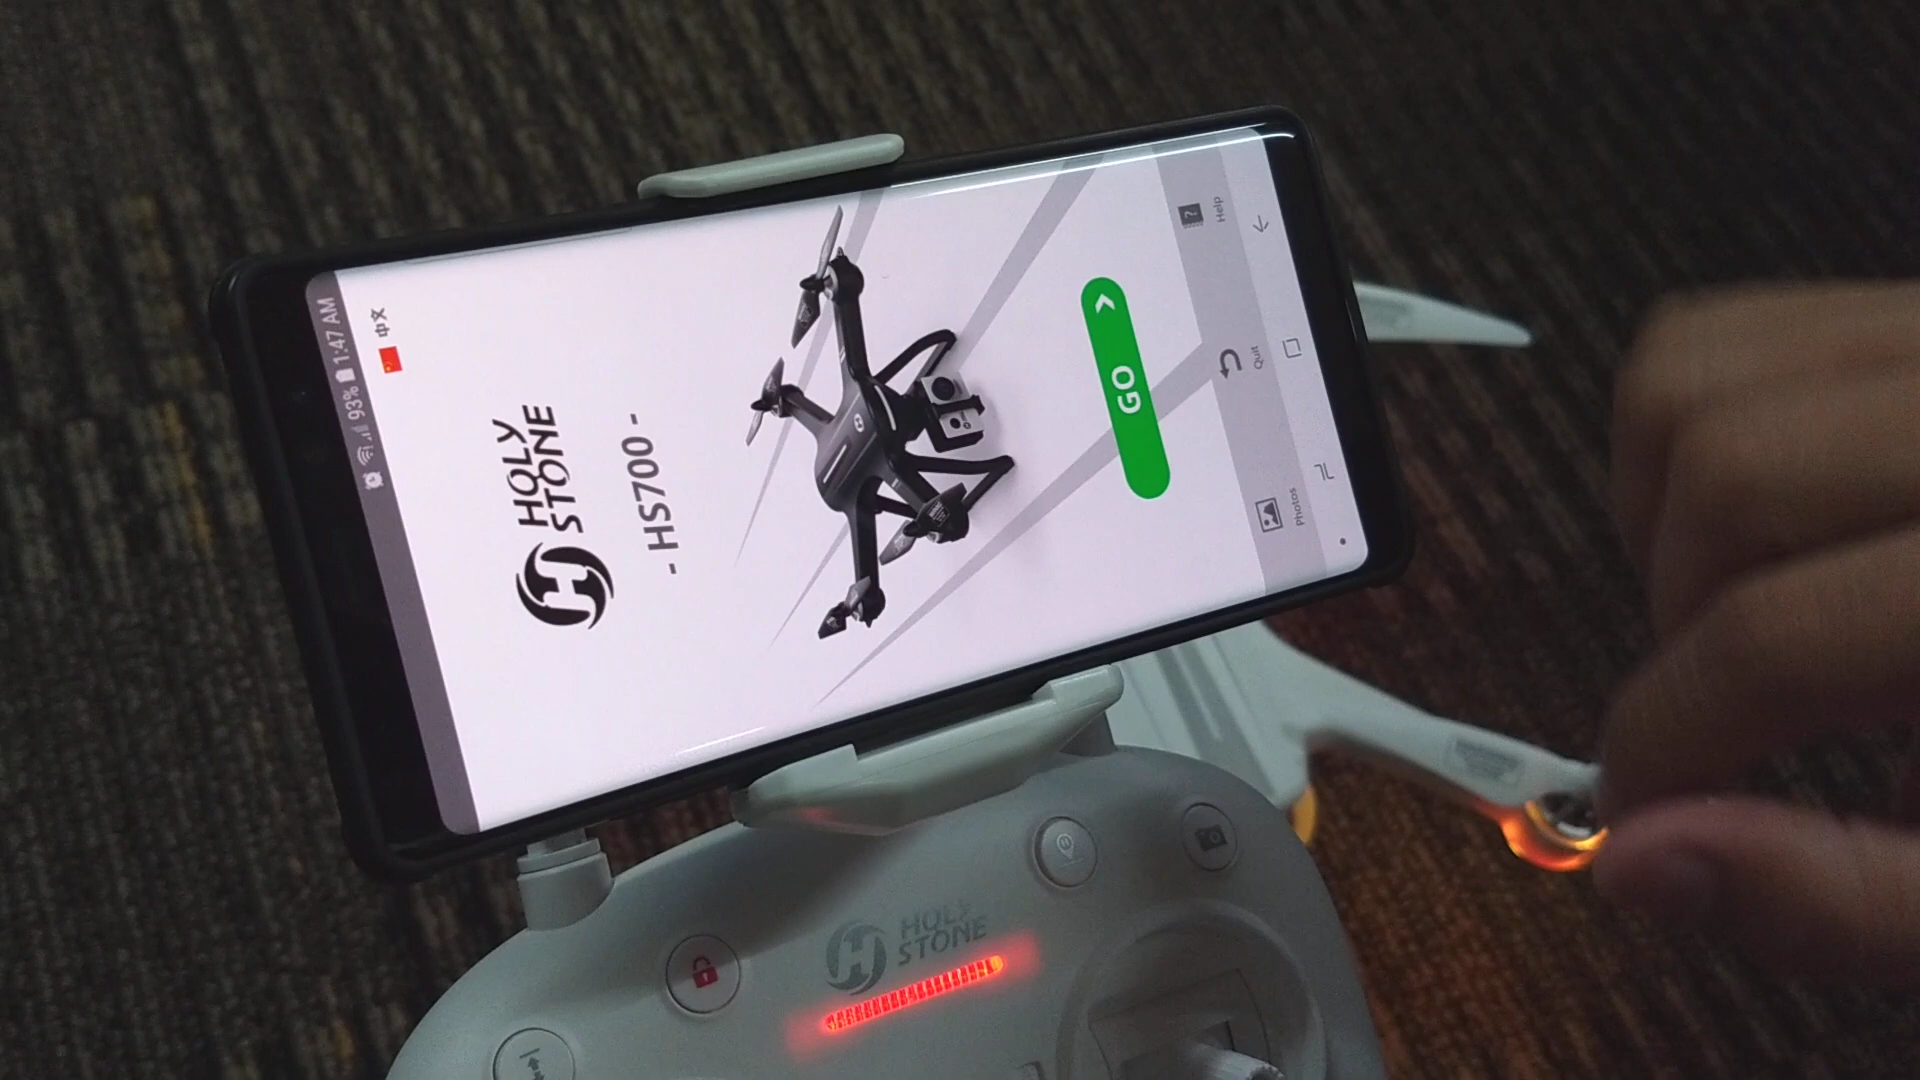 93% 1:47 AM
中文
HOLY
STONE
- HS700 -
GO
Photos
Quit
Help
HOLY
STONE